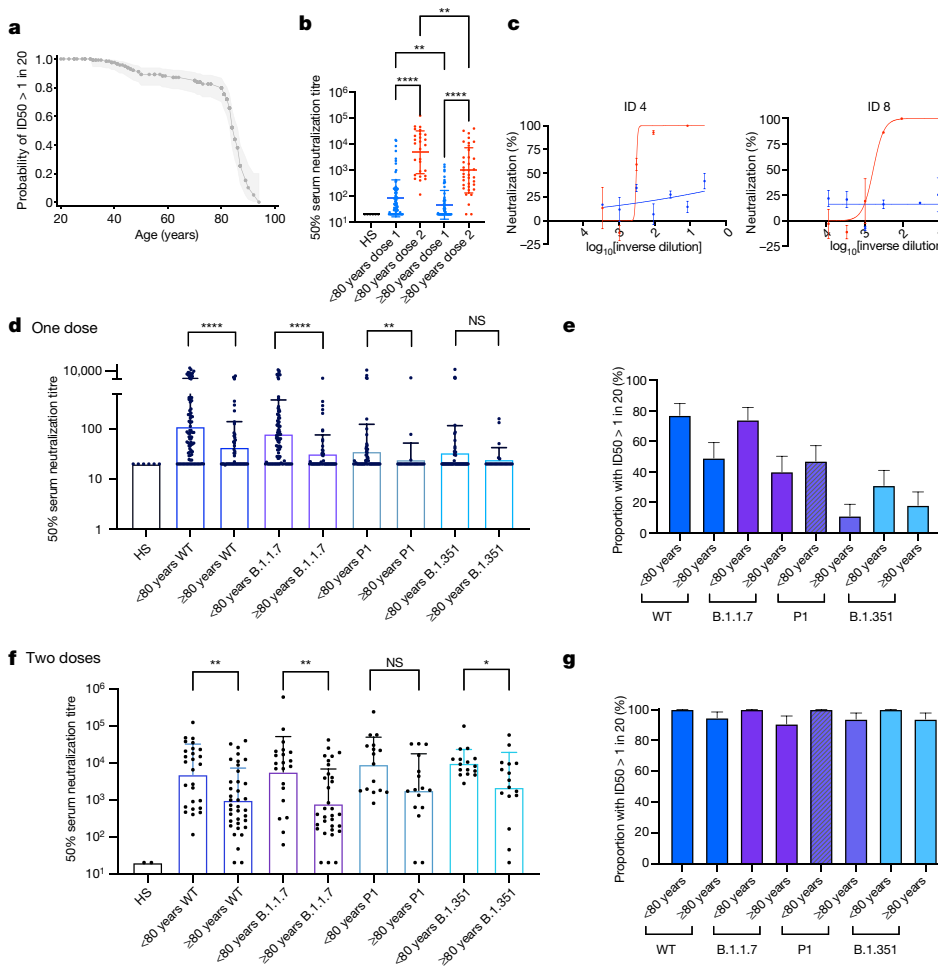 a
Probability of ID50 > 1 in 20
1.0
0.8
0.6
0.4
0.2
0
20 40 60 80 100
Age (years)
b
50% serum neutralization titre
10⁶
10⁵
10⁴
10³
10²
10¹
**
**
****
****
HS
<80 years dose 1
<80 years dose 2
≥80 years dose 1
≥80 years dose 2
c
ID 4
Neutralization (%)
100
75
50
25
0
−25
4 3 2 1 0
log₁₀[inverse dilution]
ID 8
Neutralization (%)
100
75
50
25
0
−25
4 3 2
log₁₀[inverse dilution]
d One dose
50% serum neutralization titre
10,000
100
10
1
****
****
**
NS
HS
<80 years WT
≥80 years WT
<80 years B.1.1.7
≥80 years B.1.1.7
<80 years P1
≥80 years P1
<80 years B.1.351
≥80 years B.1.351
e
Proportion with ID50 > 1 in 20 (%)
100
80
60
40
20
0
<80 years
≥80 years
<80 years
≥80 years
<80 years
≥80 years
<80 years
≥80 years
WT
B.1.1.7
P1
B.1.351
f Two doses
50% serum neutralization titre
10⁶
10⁵
10⁴
10³
10²
10¹
**
**
NS
*
HS
<80 years WT
≥80 years WT
<80 years B.1.1.7
≥80 years B.1.1.7
<80 years P1
≥80 years P1
<80 years B.1.351
≥80 years B.1.351
g
Proportion with ID50 > 1 in 20 (%)
100
80
60
40
20
0
<80 years
≥80 years
<80 years
≥80 years
<80 years
≥80 years
<80 years
≥80 years
WT
B.1.1.7
P1
B.1.351